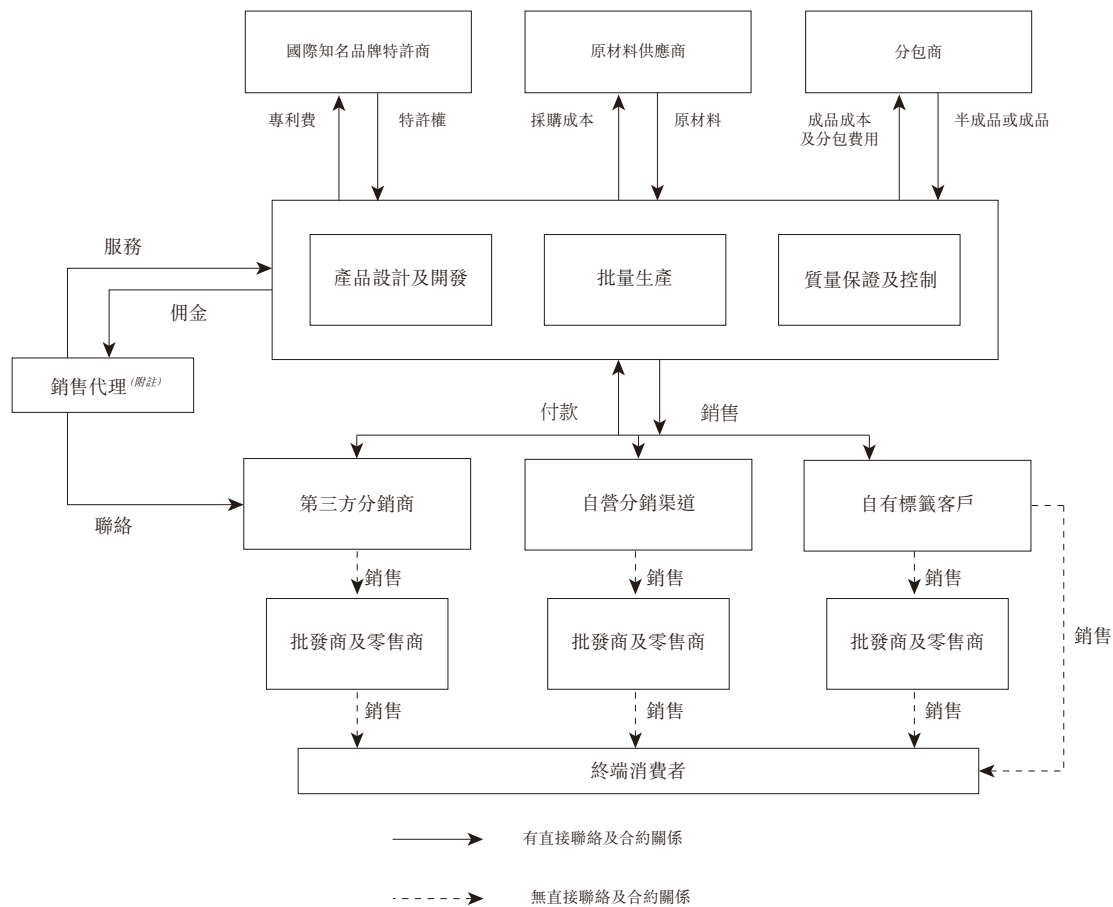 國際知名品牌特許商
原材料供應商
分包商
專利費
特許權
採購成本
原材料
成品成本
及分包費用
半成品或成品
服務
產品設計及開發
批量生產
質量保證及控制
佣金
銷售代理(附註)
付款
銷售
第三方分銷商
自營分銷渠道
自有標籤客戶
聯絡
銷售
銷售
銷售
批發商及零售商
批發商及零售商
批發商及零售商
銷售
銷售
銷售
銷售
終端消費者
有直接聯絡及合約關係
無直接聯絡及合約關係